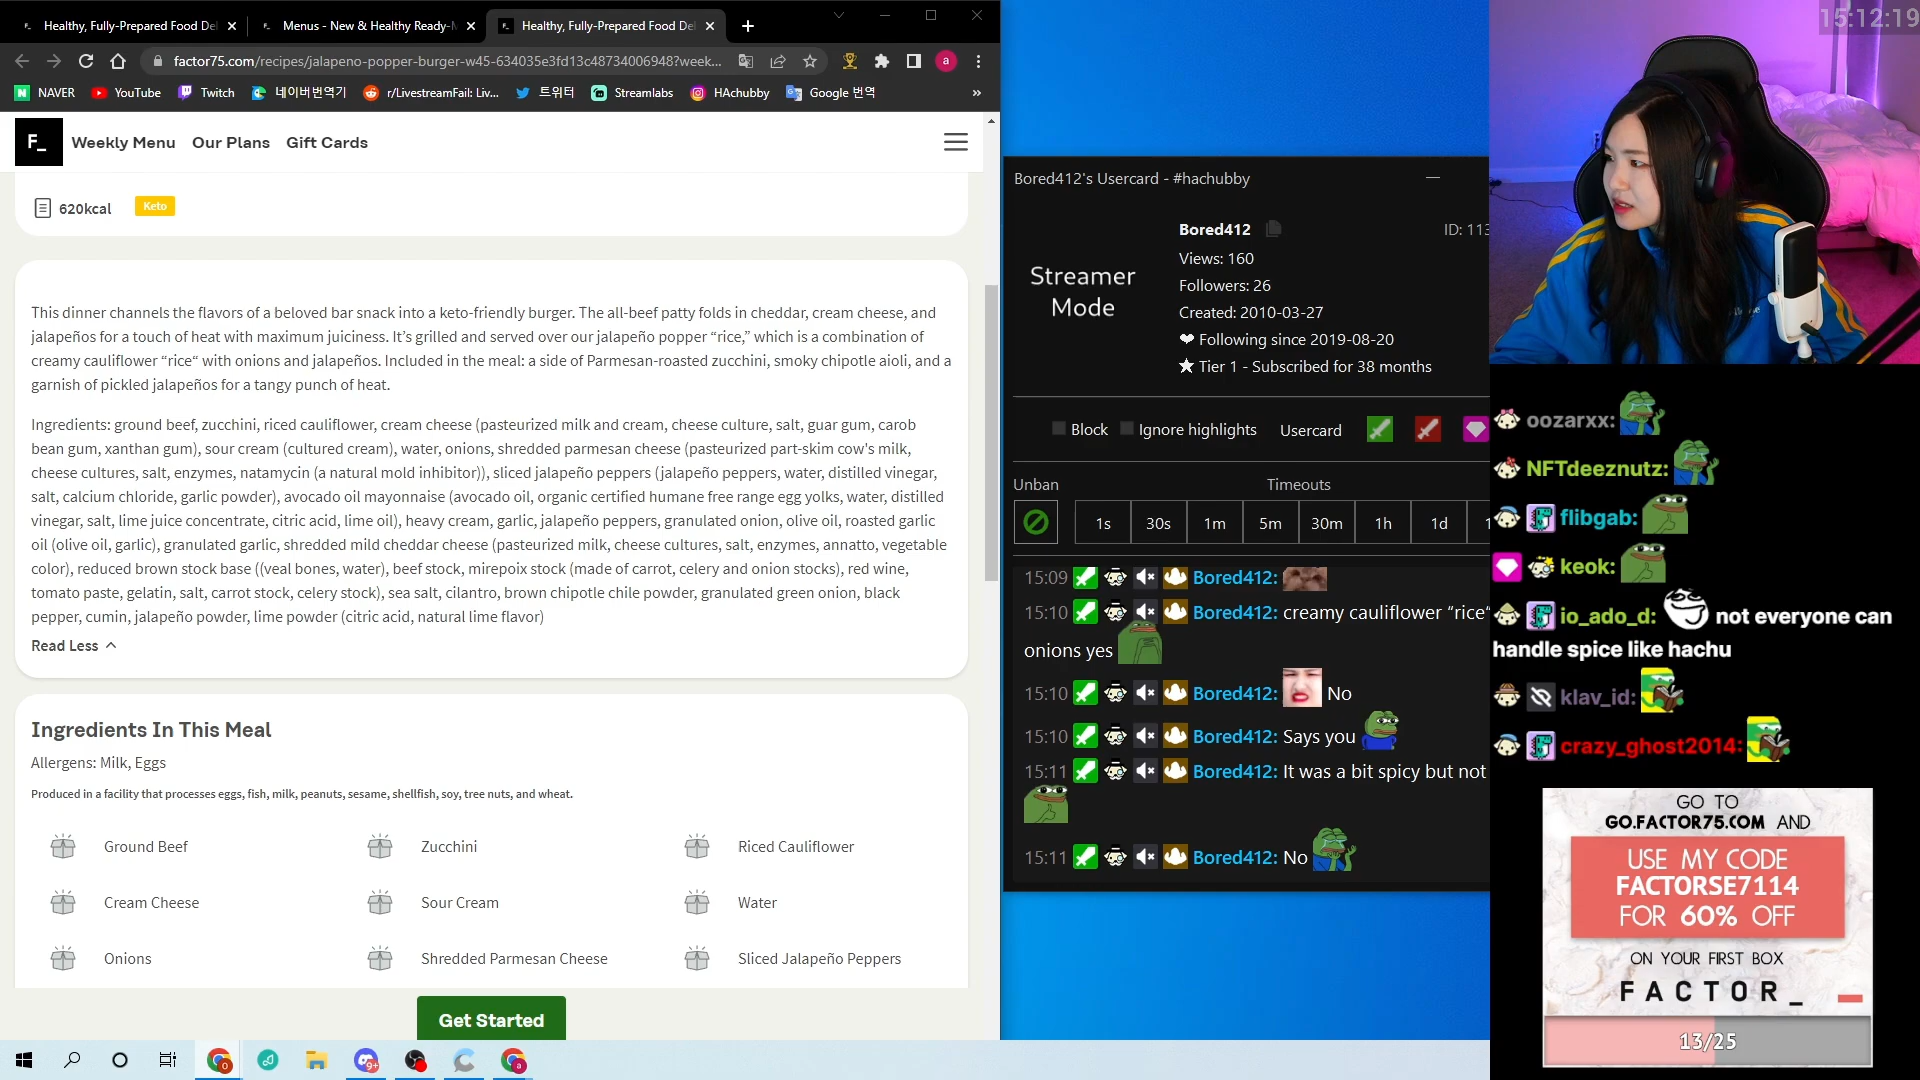 Healthy, Fully-Prepared Food De
Menus - New & Healthy Ready-M
Healthy, Fully-Prepared Food De
factor75.com/recipes/jalapeno-popper-burger-w45-634035e3fd13c48734006948?week...
a
NAVER
YouTube
Twitch
네이버번역기
r/LivestreamFail: Liv...
트위터
Streamlabs
HAchubby
Google 번역
»
F_
Weekly Menu
Our Plans
Gift Cards
620kcal
Keto
This dinner channels the flavors of a beloved bar snack into a keto-friendly burger. The all-beef patty folds in cheddar, cream cheese, and
jalapeños for a touch of heat with maximum juiciness. It’s grilled and served over our jalapeño popper “rice,” which is a combination of
creamy cauliflower “rice“ with onions and jalapeños. Included in the meal: a side of Parmesan-roasted zucchini, smoky chipotle aioli, and a
garnish of pickled jalapeños for a tangy punch of heat.
Ingredients: ground beef, zucchini, riced cauliflower, cream cheese (pasteurized milk and cream, cheese culture, salt, guar gum, carob
bean gum, xanthan gum), sour cream (cultured cream), water, onions, shredded parmesan cheese (pasteurized part-skim cow's milk,
cheese cultures, salt, enzymes, natamycin (a natural mold inhibitor)), sliced jalapeño peppers (jalapeño peppers, water, distilled vinegar,
salt, calcium chloride, garlic powder), avocado oil mayonnaise (avocado oil, organic certified humane free range egg yolks, water, distilled
vinegar, salt, lime juice concentrate, citric acid, lime oil), heavy cream, garlic, jalapeño peppers, granulated onion, olive oil, roasted garlic
oil (olive oil, garlic), granulated garlic, shredded mild cheddar cheese (pasteurized milk, cheese cultures, salt, enzymes, annatto, vegetable
color), reduced brown stock base ((veal bones, water), beef stock, mirepoix stock (made of carrot, celery and onion stocks), red wine,
tomato paste, gelatin, salt, carrot stock, celery stock), sea salt, cilantro, brown chipotle chile powder, granulated green onion, black
pepper, cumin, jalapeño powder, lime powder (citric acid, natural lime flavor)
Read Less
Ingredients In This Meal
Allergens: Milk, Eggs
Produced in a facility that processes eggs, fish, milk, peanuts, sesame, shellfish, soy, tree nuts, and wheat.
Ground Beef
Zucchini
Riced Cauliflower
Cream Cheese
Sour Cream
Water
Onions
Shredded Parmesan Cheese
Sliced Jalapeño Peppers
Get Started
Bored412's Usercard - #hachubby
Streamer
Mode
Bored412
ID: 113
Views: 160
Followers: 26
Created: 2010-03-27
❤ Following since 2019-08-20
★ Tier 1 - Subscribed for 38 months
Block
Ignore highlights
Usercard
Unban
Timeouts
1s
30s
1m
5m
30m
1h
1d
1
15:09 Bored412:
15:10 Bored412: creamy cauliflower “rice“
onions yes
15:10 Bored412: No
15:10 Bored412: Says you
15:11 Bored412: It was a bit spicy but not
15:11 Bored412: No
15:12:19
oozarxx:
NFTdeeznutz:
flibgab:
keok:
io_ado_d: not everyone can
handle spice like hachu
klav_id:
crazy_ghost2014:
GO TO
GO.FACTOR75.COM AND
USE MY CODE
FACTORSE7114
FOR 60% OFF
ON YOUR FIRST BOX
FACTOR_
13/25
9+